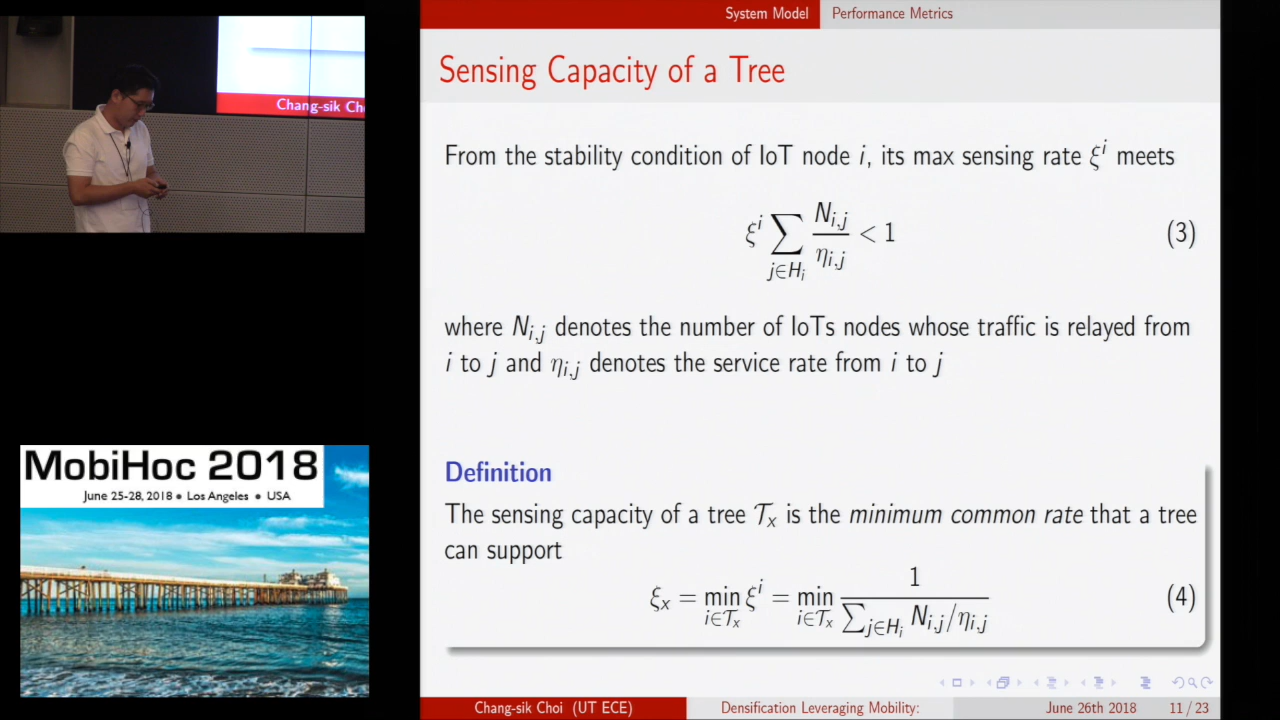 Chang-sik Ch
MobiHoc 2018
June 25-28, 2018 • Los Angeles • USA
System Model Performance Metrics
Sensing Capacity of a Tree
From the stability condition of IoT node i, its max sensing rate ξ^i meets
ξ^i ∑_{j∈H_i} N_{i,j}/η_{i,j} < 1 (3)
where N_{i,j} denotes the number of IoTs nodes whose traffic is relayed from
i to j and η_{i,j} denotes the service rate from i to j
Definition
The sensing capacity of a tree 𝒯_x is the minimum common rate that a tree
can support
ξ_x = min_{i∈𝒯_x} ξ^i = min_{i∈𝒯_x} 1/(∑_{j∈H_i} N_{i,j}/η_{i,j}) (4)
Chang-sik Choi (UT ECE) Densification Leveraging Mobility: June 26th 2018 11 / 23